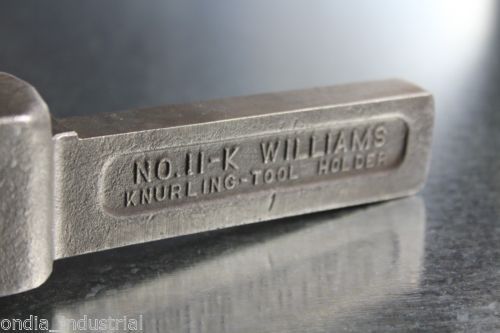 NO. 11-K WILLIAMS
KNURLING-TOOL HOLDER
ondia_industrial